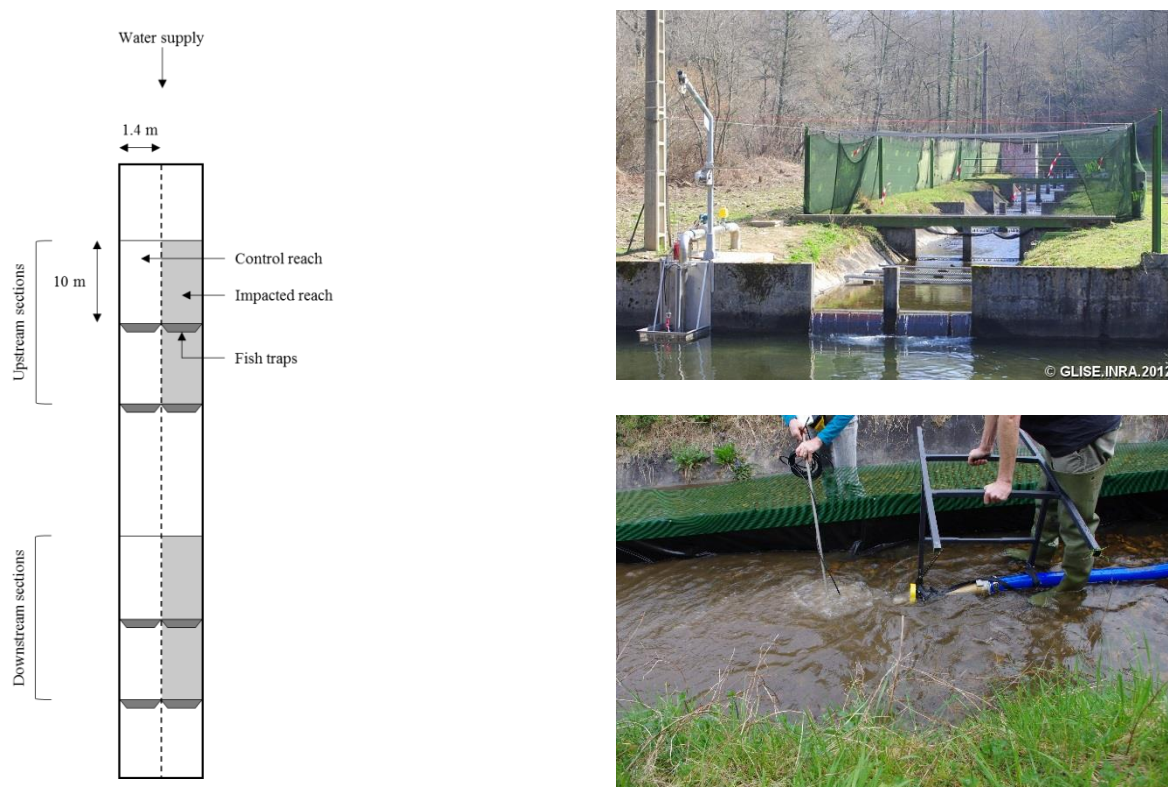 Water supply
1.4 m
Upstream sections
10 m
Control reach
Impacted reach
Fish traps
Downstream sections
© GLISE.INRA.2012